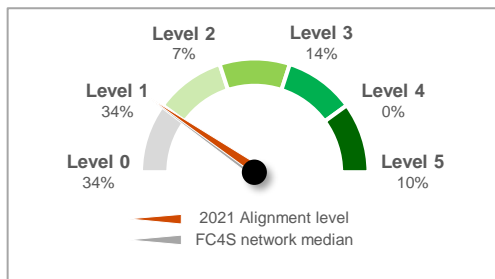 Level 2
7%
Level 3
14%
Level 1
34%
Level 4
0%
Level 0
34%
Level 5
10%
2021 Alignment level
FC4S network median